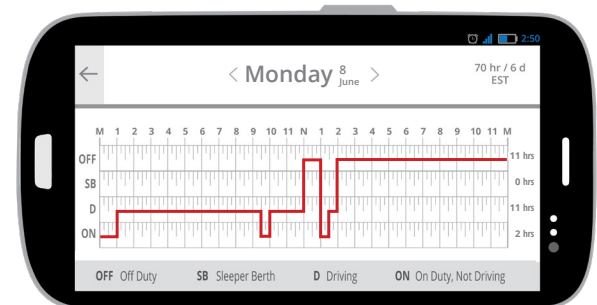 2:50
Monday 8 June
70 hr / 6 d
EST
M 1 2 3 4 5 6 7 8 9 10 11 N 1 2 3 4 5 6 7 8 9 10 11 M
OFF 11 hrs
SB 0 hrs
D 11 hrs
ON 2 hrs
OFF Off Duty SB Sleeper Berth D Driving ON On Duty, Not Driving